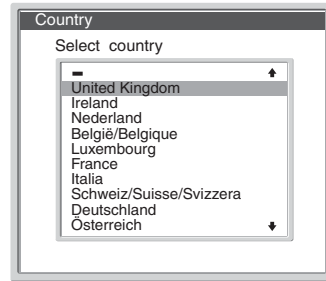 Country
Select country
–
United Kingdom
Ireland
Nederland
België/Belgique
Luxembourg
France
Italia
Schweiz/Suisse/Svizzera
Deutschland
Österreich